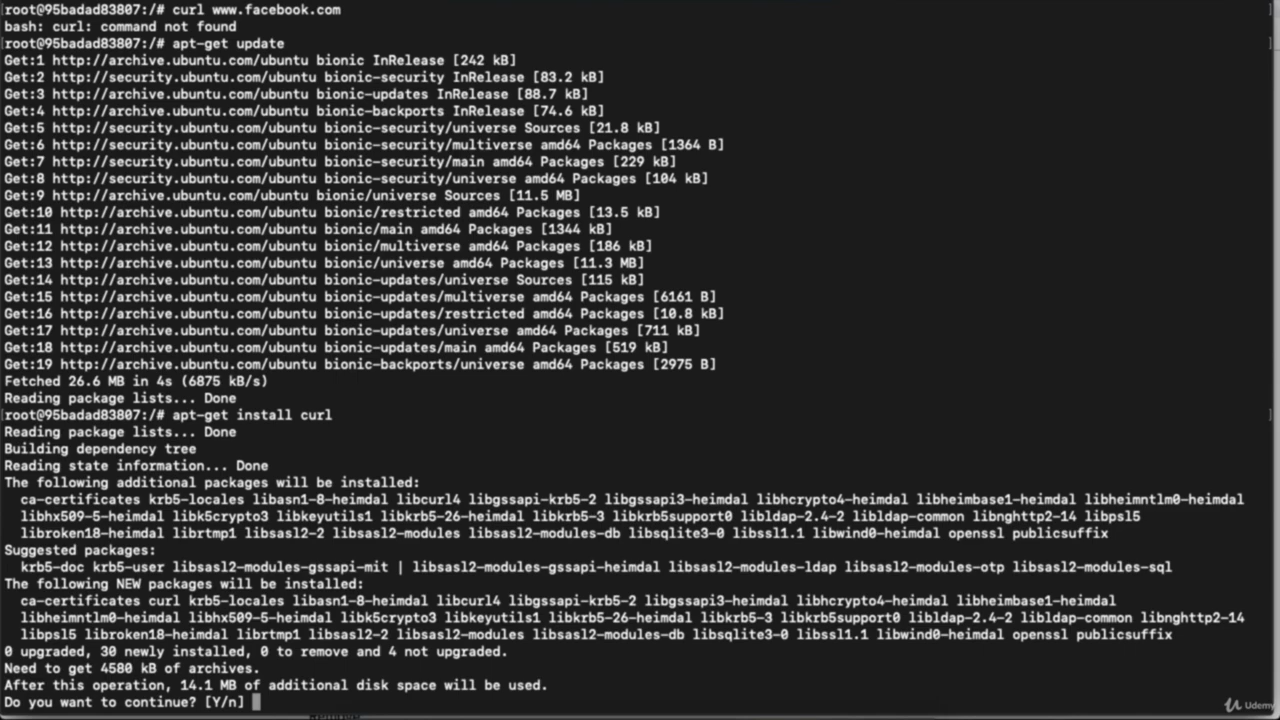 root@95badad83807:/# curl www.facebook.com
bash: curl: command not found
root@95badad83807:/# apt-get update
Get:1 http://archive.ubuntu.com/ubuntu bionic InRelease [242 kB]
Get:2 http://security.ubuntu.com/ubuntu bionic-security InRelease [83.2 kB]
Get:3 http://archive.ubuntu.com/ubuntu bionic-updates InRelease [88.7 kB]
Get:4 http://archive.ubuntu.com/ubuntu bionic-backports InRelease [74.6 kB]
Get:5 http://security.ubuntu.com/ubuntu bionic-security/universe Sources [21.8 kB]
Get:6 http://security.ubuntu.com/ubuntu bionic-security/multiverse amd64 Packages [1364 B]
Get:7 http://security.ubuntu.com/ubuntu bionic-security/main amd64 Packages [229 kB]
Get:8 http://security.ubuntu.com/ubuntu bionic-security/universe amd64 Packages [104 kB]
Get:9 http://archive.ubuntu.com/ubuntu bionic/universe Sources [11.5 MB]
Get:10 http://archive.ubuntu.com/ubuntu bionic/restricted amd64 Packages [13.5 kB]
Get:11 http://archive.ubuntu.com/ubuntu bionic/main amd64 Packages [1344 kB]
Get:12 http://archive.ubuntu.com/ubuntu bionic/multiverse amd64 Packages [186 kB]
Get:13 http://archive.ubuntu.com/ubuntu bionic/universe amd64 Packages [11.3 MB]
Get:14 http://archive.ubuntu.com/ubuntu bionic-updates/universe Sources [115 kB]
Get:15 http://archive.ubuntu.com/ubuntu bionic-updates/multiverse amd64 Packages [6161 B]
Get:16 http://archive.ubuntu.com/ubuntu bionic-updates/restricted amd64 Packages [10.8 kB]
Get:17 http://archive.ubuntu.com/ubuntu bionic-updates/universe amd64 Packages [711 kB]
Get:18 http://archive.ubuntu.com/ubuntu bionic-updates/main amd64 Packages [519 kB]
Get:19 http://archive.ubuntu.com/ubuntu bionic-backports/universe amd64 Packages [2975 B]
Fetched 26.6 MB in 4s (6875 kB/s)
Reading package lists... Done
root@95badad83807:/# apt-get install curl
Reading package lists... Done
Building dependency tree
Reading state information... Done
The following additional packages will be installed:
  ca-certificates krb5-locales libasn1-8-heimdal libcurl4 libgssapi-krb5-2 libgssapi3-heimdal libhcrypto4-heimdal libheimbase1-heimdal libheimntlm0-heimdal
  libhx509-5-heimdal libk5crypto3 libkeyutils1 libkrb5-26-heimdal libkrb5-3 libkrb5support0 libldap-2.4-2 libldap-common libnghttp2-14 libpsl5
  libroken18-heimdal librtmp1 libsasl2-2 libsasl2-modules libsasl2-modules-db libsqlite3-0 libssl1.1 libwind0-heimdal openssl publicsuffix
Suggested packages:
  krb5-doc krb5-user libsasl2-modules-gssapi-mit | libsasl2-modules-gssapi-heimdal libsasl2-modules-ldap libsasl2-modules-otp libsasl2-modules-sql
The following NEW packages will be installed:
  ca-certificates curl krb5-locales libasn1-8-heimdal libcurl4 libgssapi-krb5-2 libgssapi3-heimdal libhcrypto4-heimdal libheimbase1-heimdal
  libheimntlm0-heimdal libhx509-5-heimdal libk5crypto3 libkeyutils1 libkrb5-26-heimdal libkrb5-3 libkrb5support0 libldap-2.4-2 libldap-common libnghttp2-14
  libpsl5 libroken18-heimdal librtmp1 libsasl2-2 libsasl2-modules libsasl2-modules-db libsqlite3-0 libssl1.1 libwind0-heimdal openssl publicsuffix
0 upgraded, 30 newly installed, 0 to remove and 4 not upgraded.
Need to get 4580 kB of archives.
After this operation, 14.1 MB of additional disk space will be used.
Do you want to continue? [Y/n]
Udemy